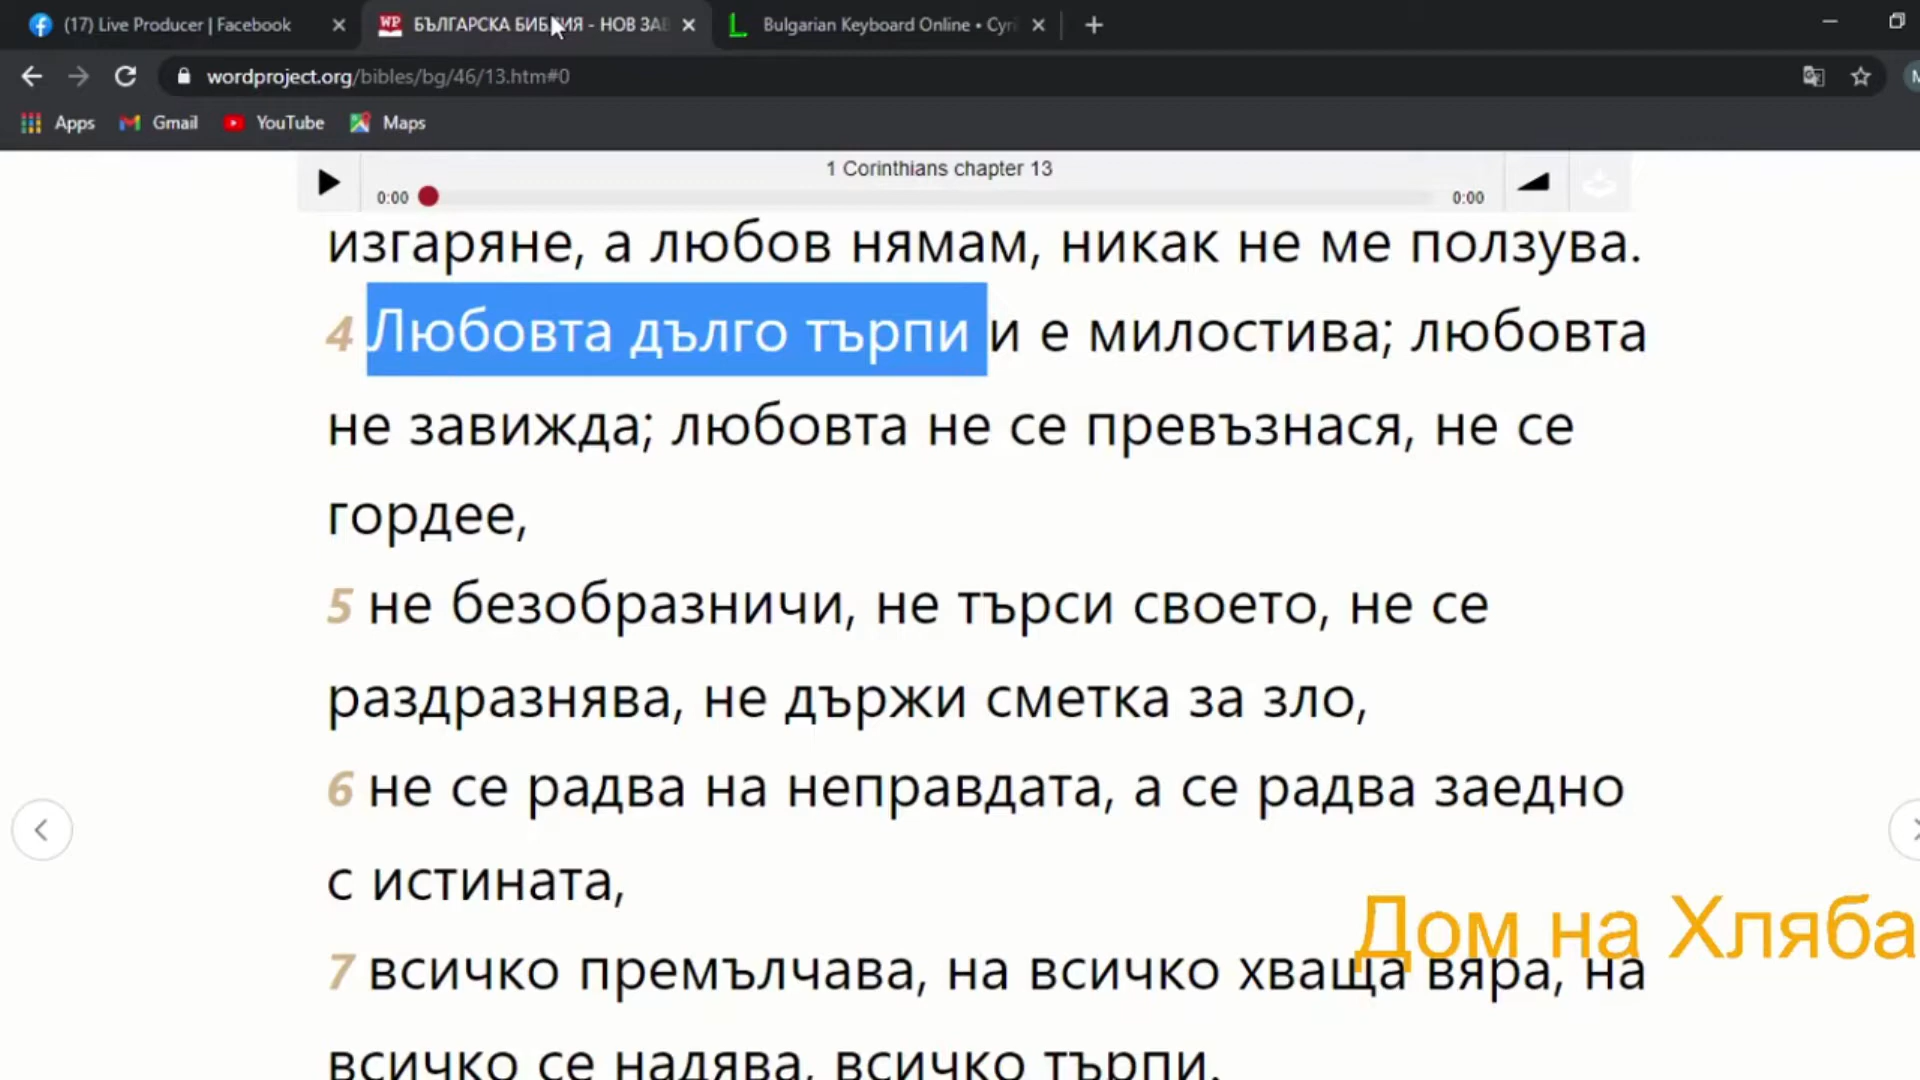 (17) Live Producer | Facebook
БЪЛГАРСКА БИБЛИЯ - НОВ ЗАВ
Bulgarian Keyboard Online • Cyri
wordproject.org/bibles/bg/46/13.htm#0
Apps Gmail YouTube Maps
1 Corinthians chapter 13
0:00 0:00
изгаряне, а любов нямам, никак не ме ползува.
4 Любовта дълго търпи и е милостива; любовта
не завижда; любовта не се превъзнася, не се
гордее,
5 не безобразничи, не търси своето, не се
раздразнява, не държи сметка за зло,
6 не се радва на неправдата, а се радва заедно
с истината,
Дом на Хляба
7 всичко премълчава, на всичко хваща вяра, на
всичко се надява, всичко търпи.